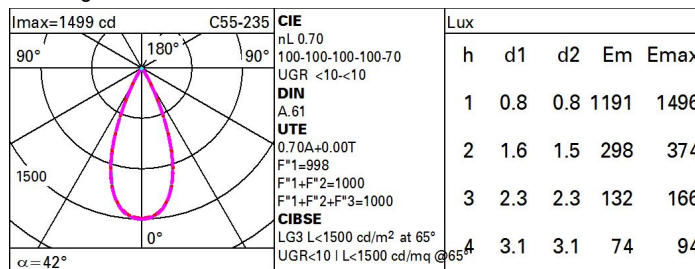 Imax=1499 cd C55-235
90° 180° 90°
1500
0°
α=42°
CIE
nL 0.70
100-100-100-100-70
UGR <10-<10
DIN
A.61
UTE
0.70A+0.00T
F"1=998
F"1+F"2=1000
F"1+F"2+F"3=1000
CIBSE
LG3 L<1500 cd/m² at 65°
UGR<10 | L<1500 cd/mq @65°
Lux
h d1 d2 Em Emax
1 0.8 0.8 1191 1496
2 1.6 1.5 298 374
3 2.3 2.3 132 166
4 3.1 3.1 74 94